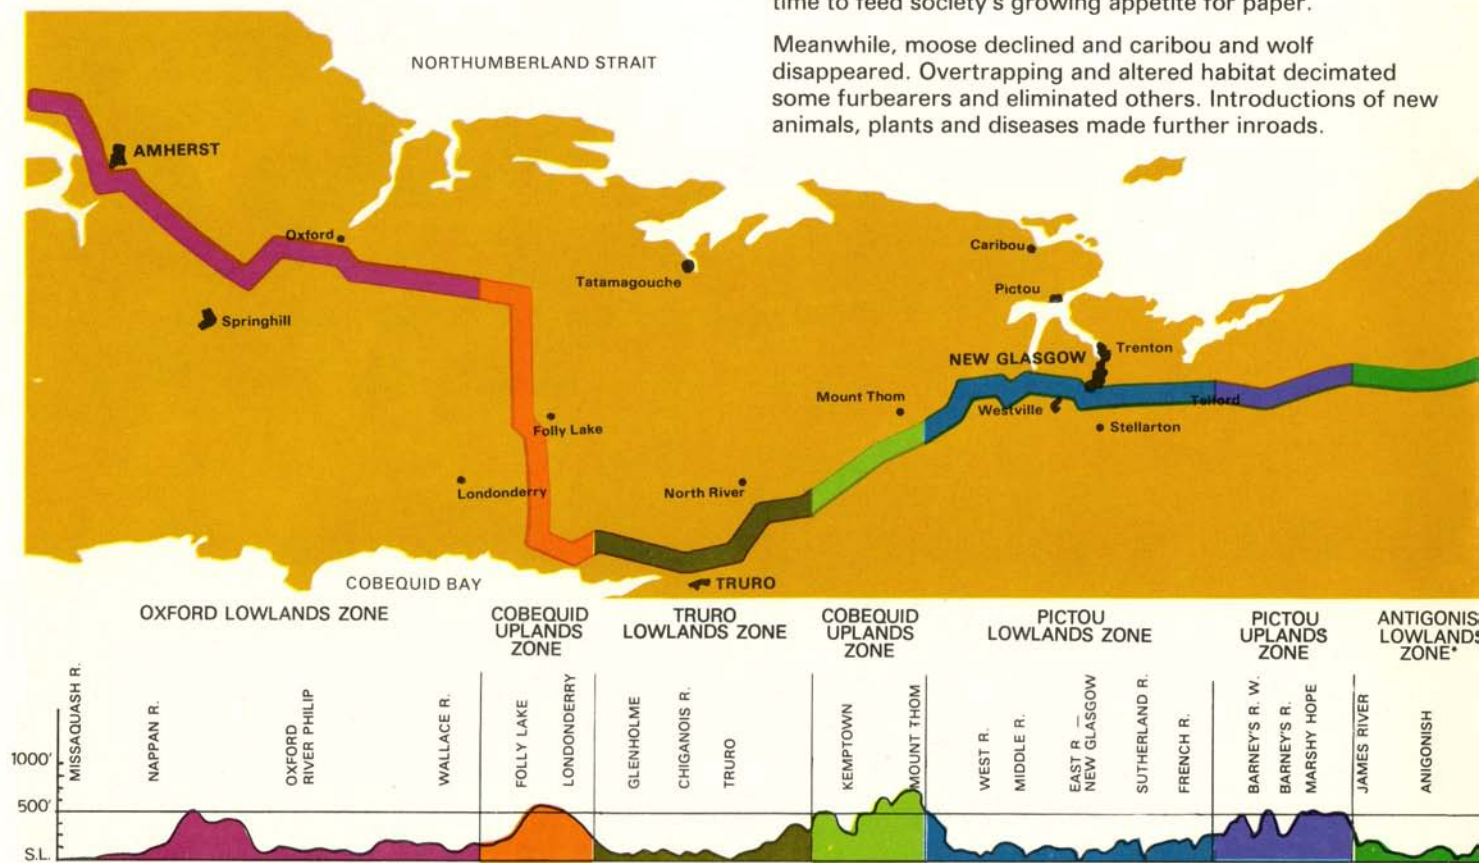 time to feed society's growing appetite for paper.
Meanwhile, moose declined and caribou and wolf
disappeared. Overtrapping and altered habitat decimated
some furbearers and eliminated others. Introductions of new
animals, plants and diseases made further inroads.
NORTHUMBERLAND STRAIT
AMHERST
Oxford
Springhill
Tatamagouche
Caribou
Pictou
Trenton
NEW GLASGOW
Mount Thom
Westville
Telford
Stellarton
Folly Lake
Londonderry
North River
COBEQUID BAY
TRURO
OXFORD LOWLANDS ZONE
COBEQUID
UPLANDS
ZONE
TRURO
LOWLANDS ZONE
COBEQUID
UPLANDS
ZONE
PICTOU
LOWLANDS ZONE
PICTOU
UPLANDS
ZONE
ANTIGONIS
LOWLANDS
ZONE*
MISSAQUASH R.
NAPPAN R.
OXFORD
RIVER PHILIP
WALLACE R.
FOLLY LAKE
LONDONDERRY
GLENHOLME
CHIGANOIS R.
TRURO
KEMPTOWN
MOUNT THOM
WEST R.
MIDDLE R.
EAST R –
NEW GLASGOW
SUTHERLAND R.
FRENCH R.
BARNEY'S R. W.
BARNEY'S R.
MARSHY HOPE
JAMES RIVER
ANIGONISH
1000'
500'
S.L.